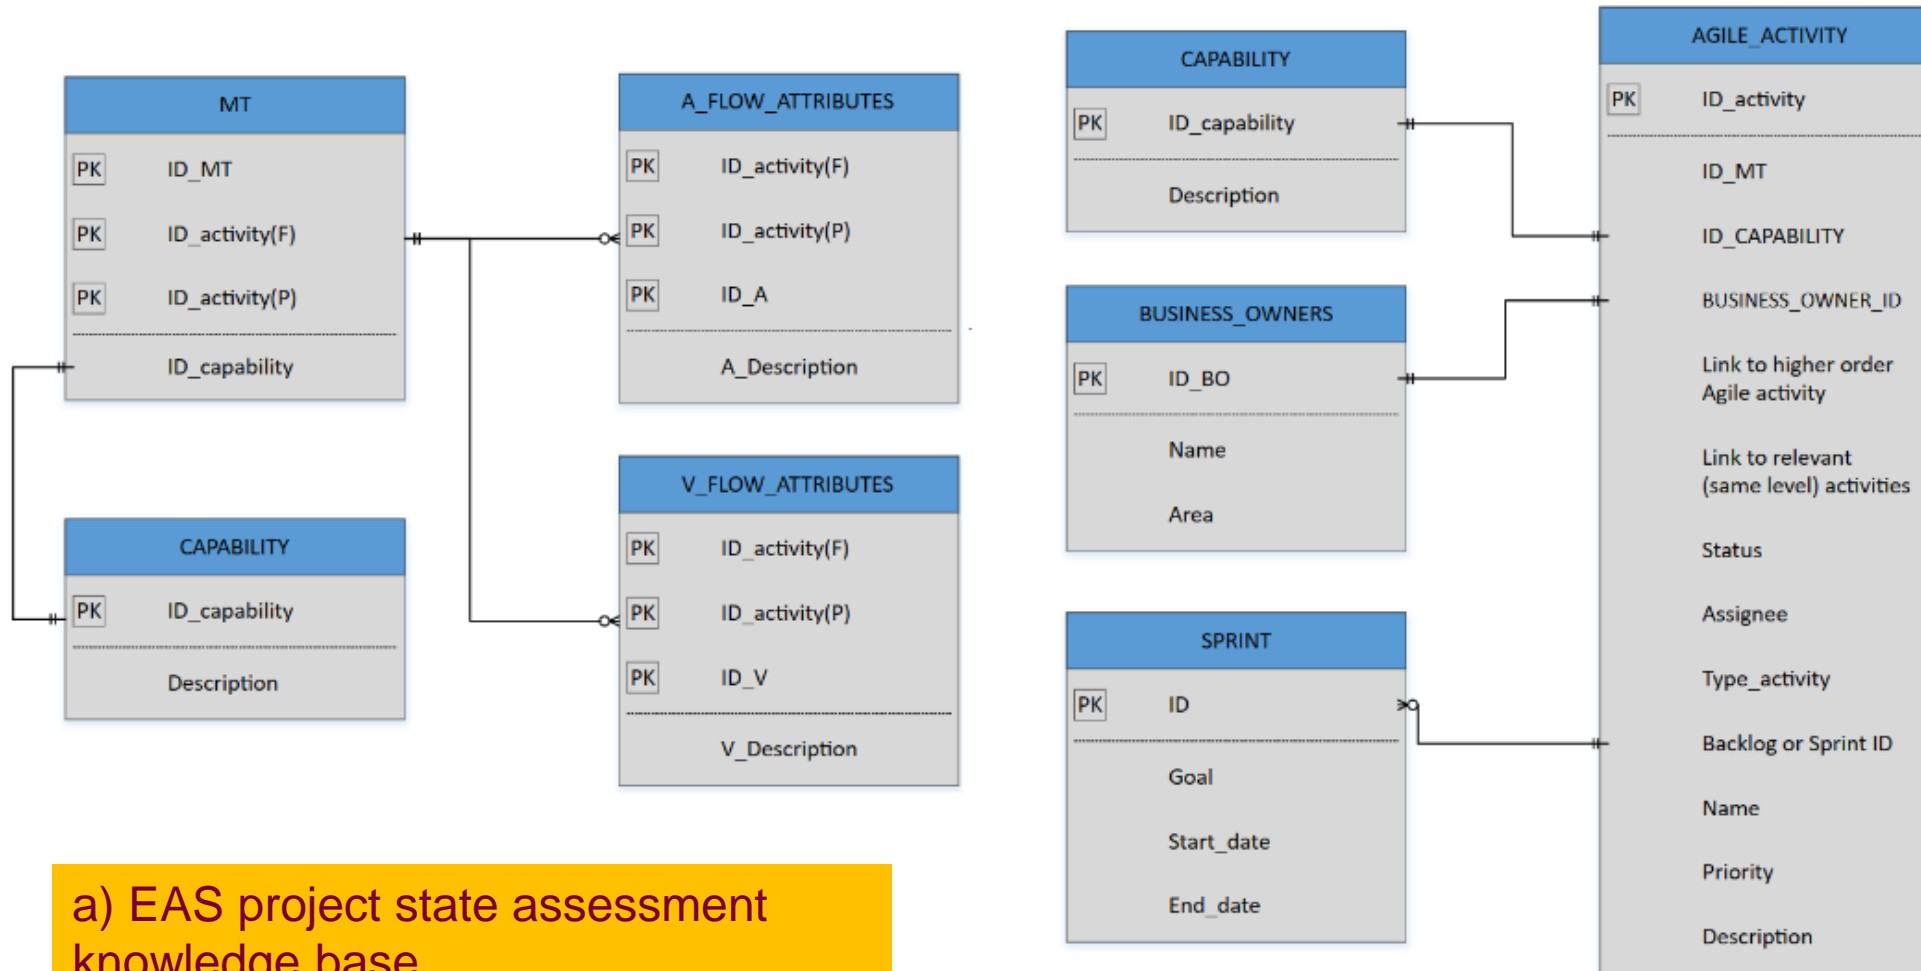 MT
PK ID_MT
PK ID_activity(F)
PK ID_activity(P)
ID_capability
CAPABILITY
PK ID_capability
Description
A_FLOW_ATTRIBUTES
PK ID_activity(F)
PK ID_activity(P)
PK ID_A
A_Description
V_FLOW_ATTRIBUTES
PK ID_activity(F)
PK ID_activity(P)
PK ID_V
V_Description
a) EAS project state assessment
knowledge base
CAPABILITY
PK ID_capability
Description
BUSINESS_OWNERS
PK ID_BO
Name
Area
SPRINT
PK ID
Goal
Start_date
End_date
AGILE_ACTIVITY
PK ID_activity
ID_MT
ID_CAPABILITY
BUSINESS_OWNER_ID
Link to higher order
Agile activity
Link to relevant
(same level) activities
Status
Assignee
Type_activity
Backlog or Sprint ID
Name
Priority
Description